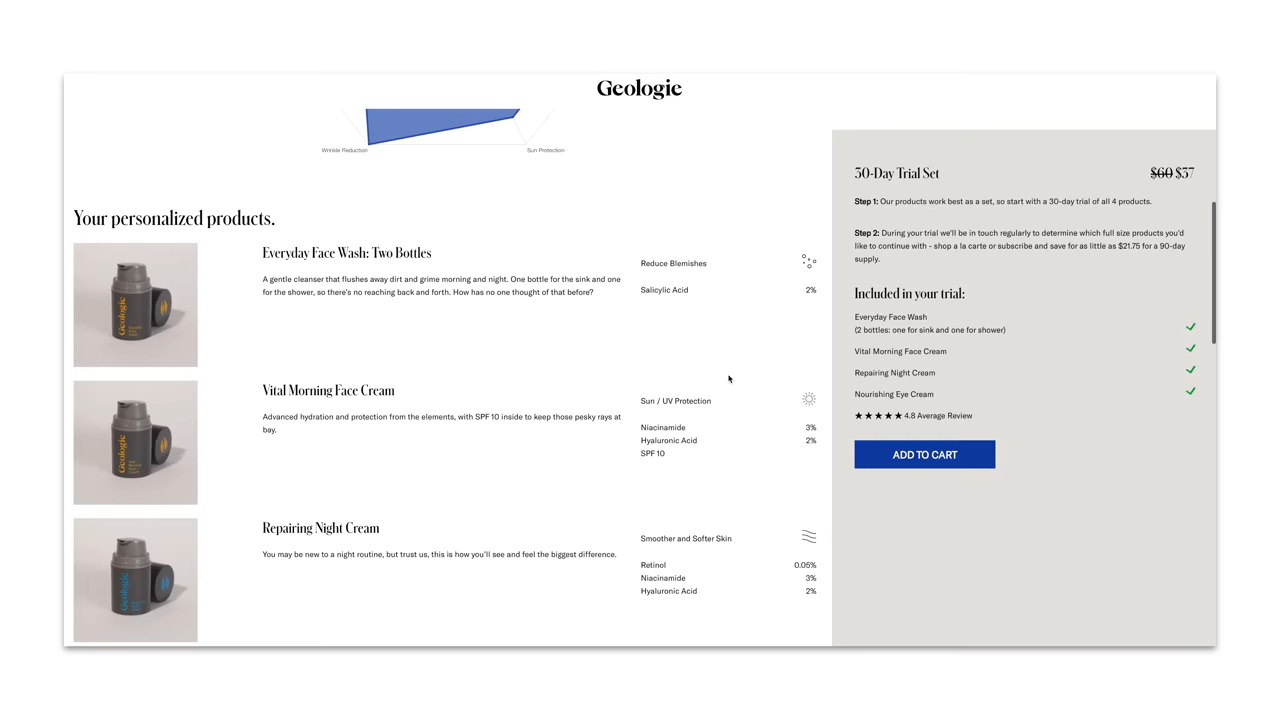 Geologie
Wrinkle Reduction
Sun Protection
Your personalized products.
Geologie
Everyday Face Wash: Two Bottles
A gentle cleanser that flushes away dirt and grime morning and night. One bottle for the sink and one
for the shower, so there's no reaching back and forth. How has no one thought of that before?
Reduce Blemishes
Salicylic Acid 2%
Geologie
Vital Morning Face Cream
Advanced hydration and protection from the elements, with SPF 10 inside to keep those pesky rays at
bay.
Sun / UV Protection
Niacinamide 3%
Hyaluronic Acid 2%
SPF 10
Geologie
Repairing Night Cream
You may be new to a night routine, but trust us, this is how you'll see and feel the biggest difference.
Smoother and Softer Skin
Retinol 0.05%
Niacinamide 3%
Hyaluronic Acid 2%
30-Day Trial Set $60 $37
Step 1: Our products work best as a set, so start with a 30-day trial of all 4 products.
Step 2: During your trial we'll be in touch regularly to determine which full size products you'd
like to continue with - shop a la carte or subscribe and save for as little as $21.75 for a 90-day
supply.
Included in your trial:
Everyday Face Wash
(2 bottles: one for sink and one for shower)
Vital Morning Face Cream
Repairing Night Cream
Nourishing Eye Cream
4.8 Average Review
ADD TO CART